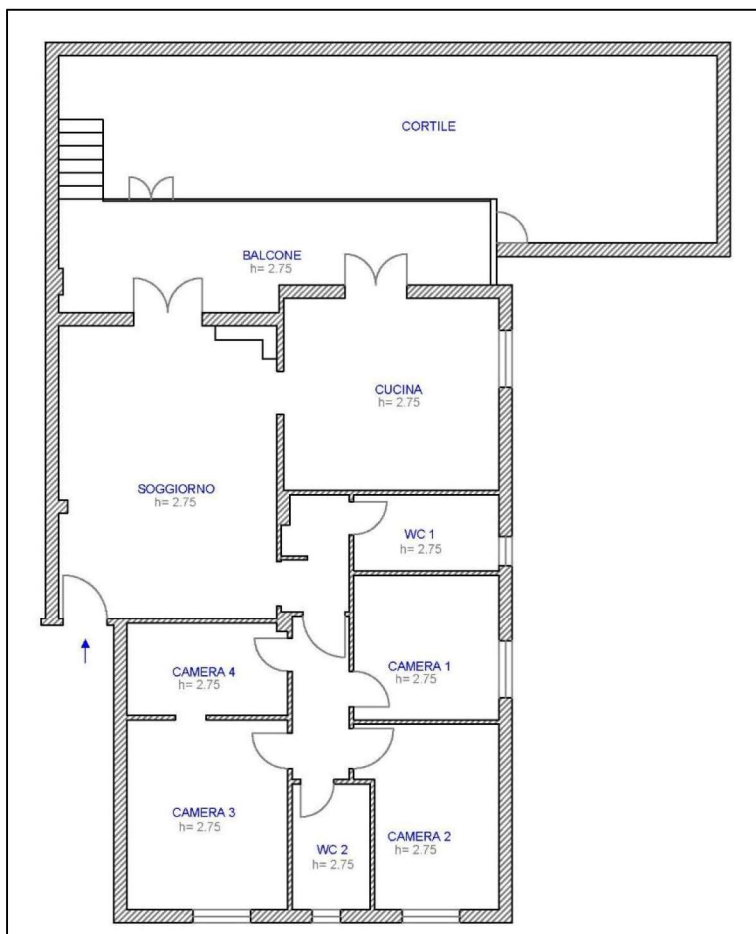 CORTILE
BALCONE
h= 2.75
CUCINA
h= 2.75
SOGGIORNO
h= 2.75
WC 1
h= 2.75
CAMERA 1
h= 2.75
CAMERA 4
h= 2.75
CAMERA 3
h= 2.75
WC 2
h= 2.75
CAMERA 2
h= 2.75